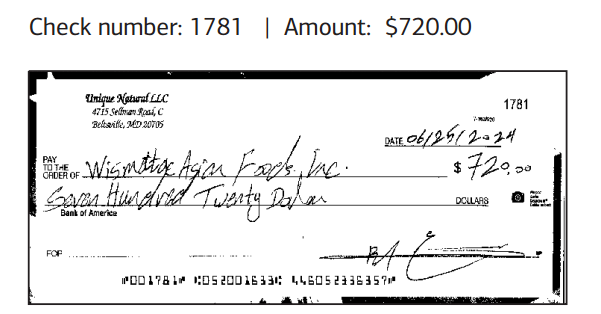 Check number: 1781 | Amount: $720.00
Unique Natural LLC
4715 Sellman Road, C
Beltsville, MD 20705
1781
DATE 06/25/2024
PAY TO THE ORDER OF Wismettac Asian Foods, Inc. $ 720.00
Seven Hundred Twenty Dollar DOLLARS
Bank of America
FOR
⑈001781⑈ ⑆052001633⑆ 446052336357⑈